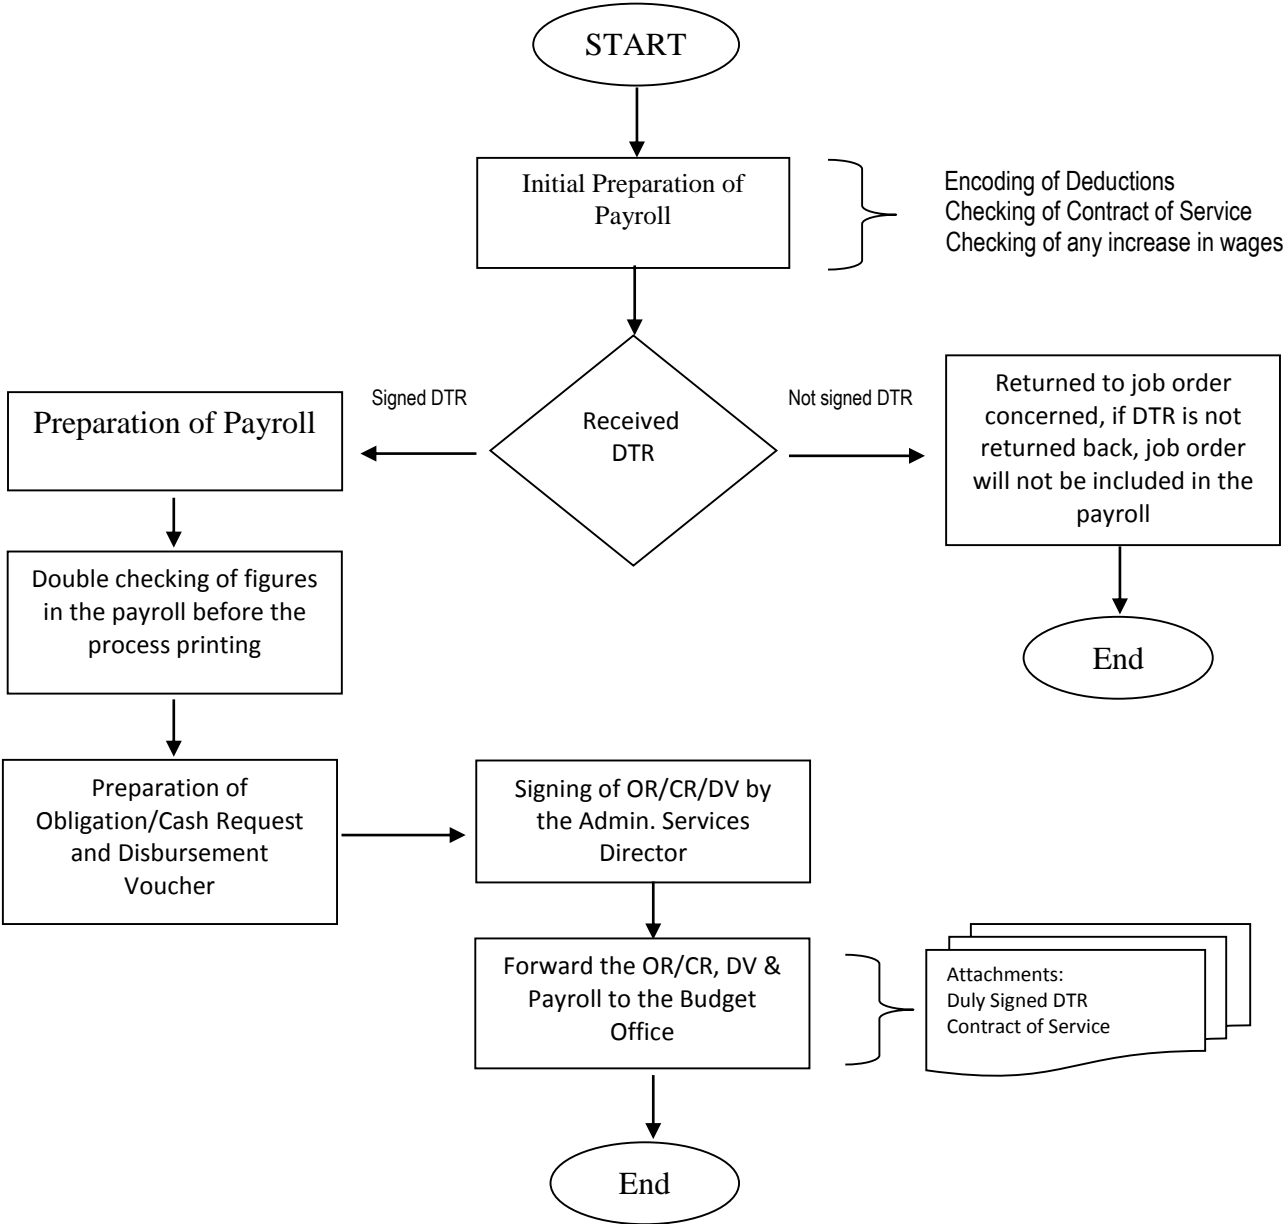 START
Initial Preparation of
Payroll
Encoding of Deductions
Checking of Contract of Service
Checking of any increase in wages
Signed DTR
Received
DTR
Not signed DTR
Preparation of Payroll
Returned to job order
concerned, if DTR is not
returned back, job order
will not be included in the
payroll
Double checking of figures
in the payroll before the
process printing
End
Preparation of
Obligation/Cash Request
and Disbursement
Voucher
Signing of OR/CR/DV by
the Admin. Services
Director
Forward the OR/CR, DV &
Payroll to the Budget
Office
Attachments:
Duly Signed DTR
Contract of Service
End